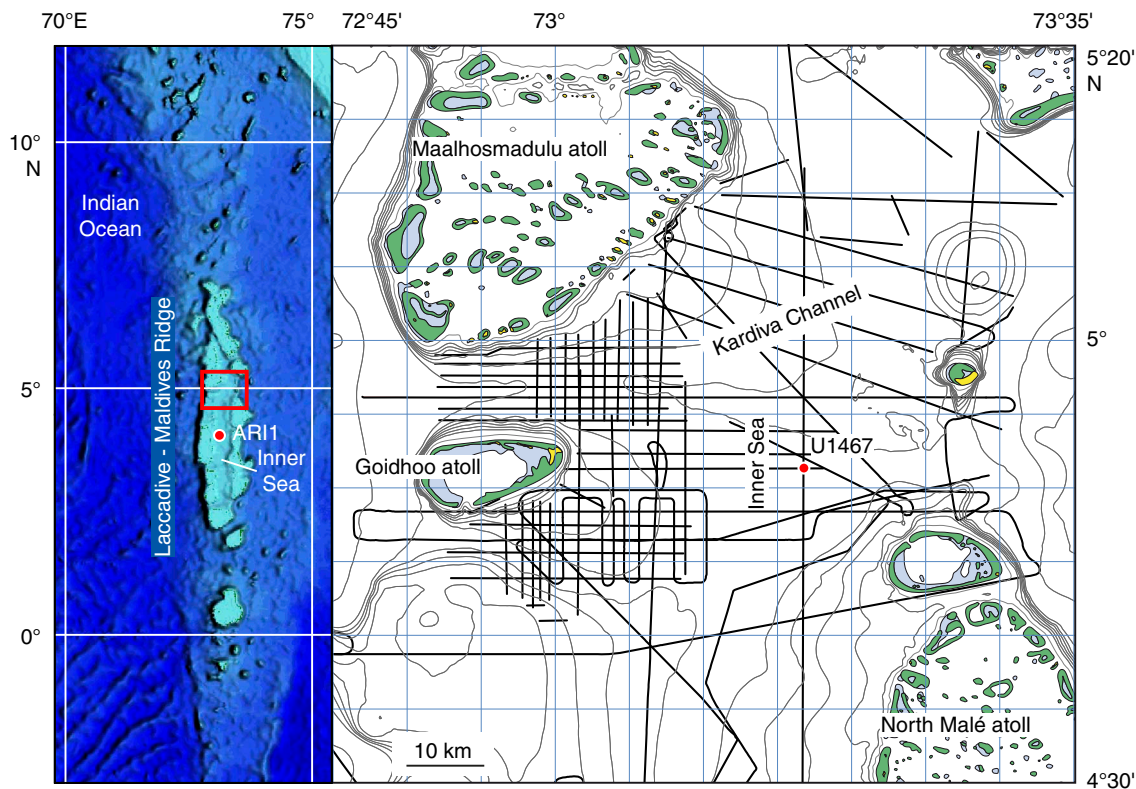 70°E
75°
72°45'
73°
73°35'
5°20'
N
10°
N
Maalhosmadulu atoll
Indian
Ocean
Laccadive - Maldives Ridge
Kardiva Channel
5°
5°
ARI1
Inner
Sea
Inner Sea
U1467
Goidhoo atoll
0°
North Malé atoll
10 km
4°30'